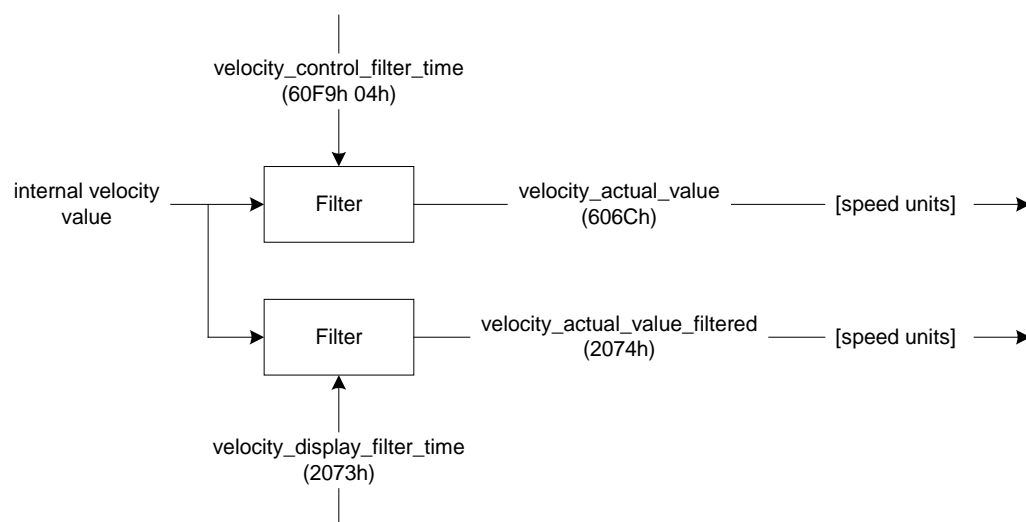 velocity_control_filter_time
(60F9h 04h)
internal velocity
value
Filter
velocity_actual_value
(606Ch)
[speed units]
Filter
velocity_actual_value_filtered
(2074h)
[speed units]
velocity_display_filter_time
(2073h)